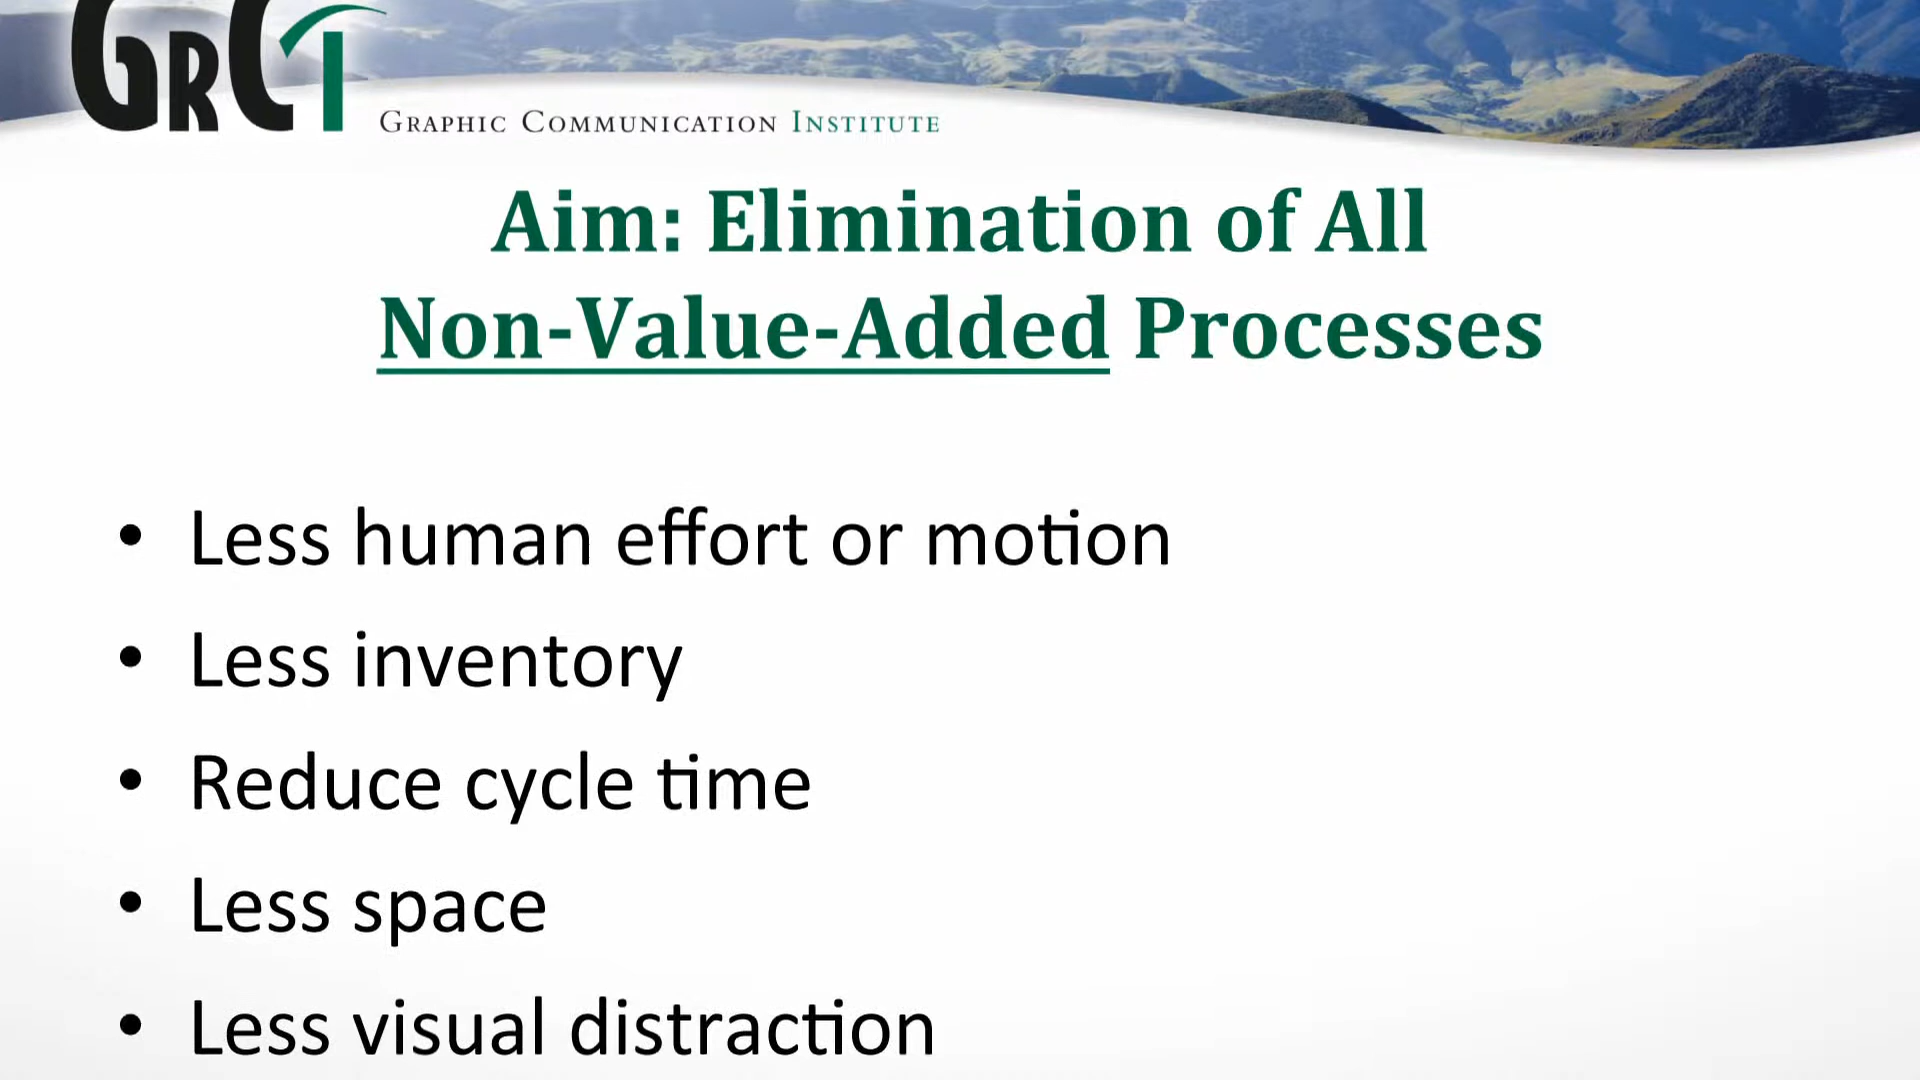 GrCI
Graphic Communication Institute
Aim: Elimination of All
Non-Value-Added Processes
• Less human effort or motion
• Less inventory
• Reduce cycle time
• Less space
• Less visual distraction